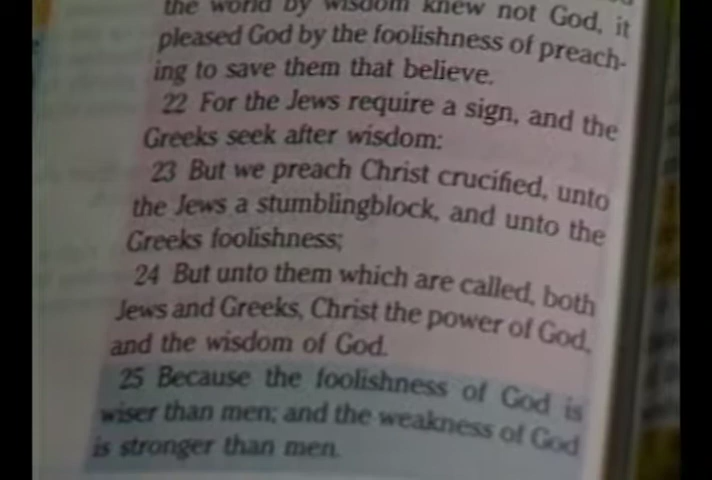 the world by wisdom knew not God, it
pleased God by the foolishness of preach-
ing to save them that believe.
22 For the Jews require a sign, and the
Greeks seek after wisdom:
23 But we preach Christ crucified, unto
the Jews a stumblingblock, and unto the
Greeks foolishness;
24 But unto them which are called, both
Jews and Greeks, Christ the power of God,
and the wisdom of God.
25 Because the foolishness of God is
wiser than men; and the weakness of God
is stronger than men.